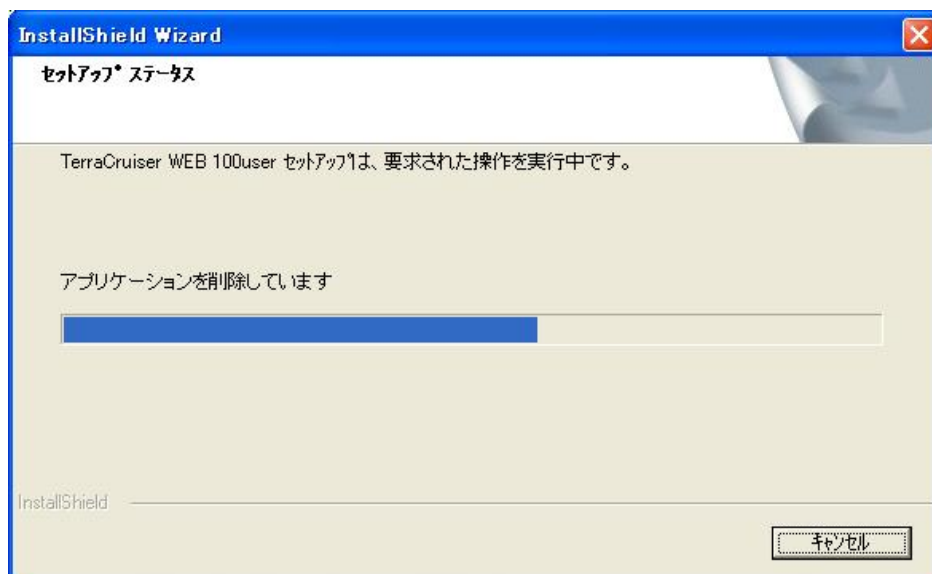 InstallShield Wizard
セットアップ ステータス
TerraCruiser WEB 100user セットアップは、要求された操作を実行中です。
アプリケーションを削除しています
InstallShield
キャンセル